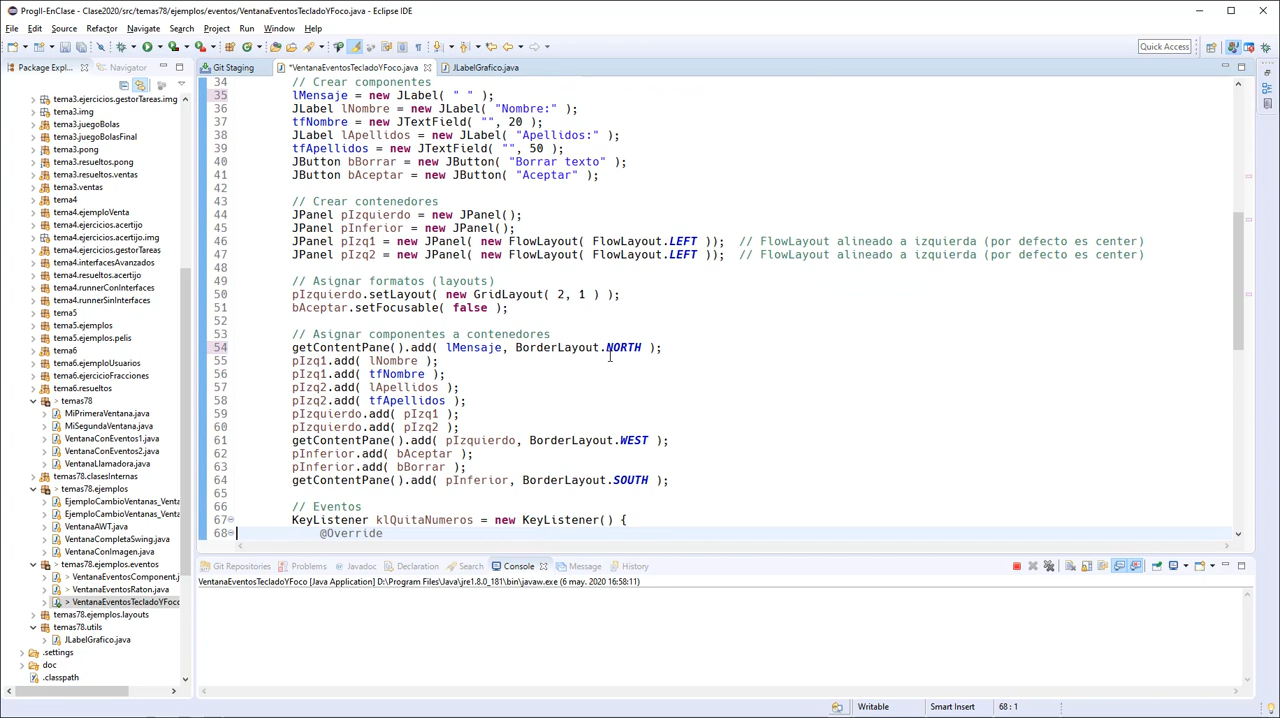 ProgII-EnClase - Clase2020/src/temas78/ejemplos/eventos/VentanaEventosTecladoYFoco.java - Eclipse IDE
File Edit Source Refactor Navigate Search Project Run Window Help
Quick Access
Package Expl...
Navigator
Git Staging
*VentanaEventosTecladoYFoco.java
JLabelGrafico.java
tema3.ejercicios.gestorTareas.img
tema3.img
tema3.juegoBolas
tema3.juegoBolasFinal
tema3.pong
tema3.resueltos.pong
tema3.resueltos.ventas
tema3.ventas
tema4
tema4.ejemploVenta
tema4.ejercicios.acertijo
tema4.ejercicios.acertijo.img
tema4.ejercicios.gestorTareas
tema4.interfacesAvanzados
tema4.resueltos.acertijo
tema4.runnerConInterfaces
tema4.runnerSinInterfaces
tema5
tema5.ejemplos
tema5.ejemplos.pelis
tema6
tema6.ejemploUsuarios
tema6.ejercicioFracciones
tema6.resueltos
> temas78
MiPrimeraVentana.java
MiSegundaVentana.java
VentanaConEventos1.java
VentanaConEventos2.java
VentanaLlamadora.java
temas78.clasesInternas
> temas78.ejemplos
EjemploCambioVentanas_Venta
EjemploCambioVentanas_Venta
VentanaAWT.java
VentanaCompletaSwing.java
VentanaConImagen.java
> temas78.ejemplos.eventos
> VentanaEventosComponent.j
> VentanaEventosRaton.java
> VentanaEventosTecladoYFoco
temas78.ejemplos.layouts
temas78.utils
JLabelGrafico.java
.settings
doc
.classpath
34 // Crear componentes
35 lMensaje = new JLabel( " " );
36 JLabel lNombre = new JLabel( "Nombre:" );
37 tfNombre = new JTextField( "", 20 );
38 JLabel lApellidos = new JLabel( "Apellidos:" );
39 tfApellidos = new JTextField( "", 50 );
40 JButton bBorrar = new JButton( "Borrar texto" );
41 JButton bAceptar = new JButton( "Aceptar" );
42
43 // Crear contenedores
44 JPanel pIzquierdo = new JPanel();
45 JPanel pInferior = new JPanel();
46 JPanel pIzq1 = new JPanel( new FlowLayout( FlowLayout.LEFT )); // FlowLayout alineado a izquierda (por defecto es center)
47 JPanel pIzq2 = new JPanel( new FlowLayout( FlowLayout.LEFT )); // FlowLayout alineado a izquierda (por defecto es center)
48
49 // Asignar formatos (layouts)
50 pIzquierdo.setLayout( new GridLayout( 2, 1 ) );
51 bAceptar.setFocusable( false );
52
53 // Asignar componentes a contenedores
54 getContentPane().add( lMensaje, BorderLayout.NORTH );
55 pIzq1.add( lNombre );
56 pIzq1.add( tfNombre );
57 pIzq2.add( lApellidos );
58 pIzq2.add( tfApellidos );
59 pIzquierdo.add( pIzq1 );
60 pIzquierdo.add( pIzq2 );
61 getContentPane().add( pIzquierdo, BorderLayout.WEST );
62 pInferior.add( bAceptar );
63 pInferior.add( bBorrar );
64 getContentPane().add( pInferior, BorderLayout.SOUTH );
65
66 // Eventos
67 KeyListener klQuitaNumeros = new KeyListener() {
68 @Override
Git Repositories Problems Javadoc Declaration Search Console Message History
VentanaEventosTecladoYFoco [Java Application] D:\Program Files\Java\jre1.8.0_181\bin\javaw.exe (6 may. 2020 16:58:11)
Writable
Smart Insert
68 : 1